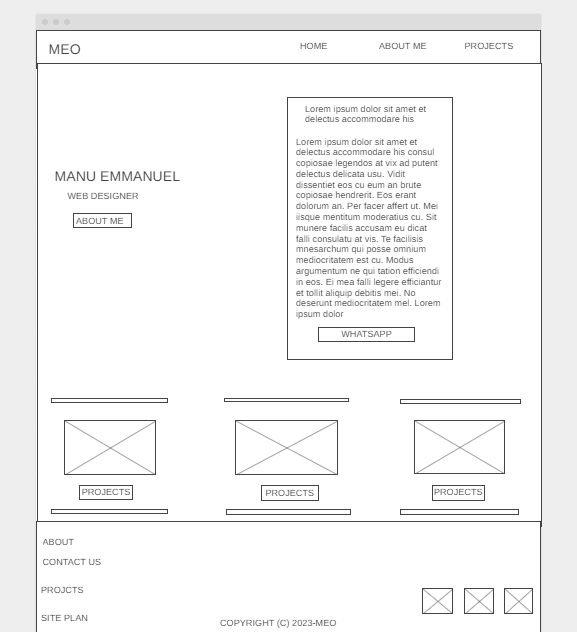 MEO
HOME
ABOUT ME
PROJECTS
Lorem ipsum dolor sit amet et
delectus accommodare his
Lorem ipsum dolor sit amet et
delectus accommodare his consul
copiosae legendos at vix ad putent
delectus delicata usu. Vidit
dissentiet eos cu eum an brute
copiosae hendrerit. Eos erant
dolorum an. Per facer affert ut. Mei
iisque mentitum moderatius cu. Sit
munere facilis accusam eu dicat
falli consulatu at vis. Te facilisis
mnesarchum qui posse omnium
mediocritatem est cu. Modus
argumentum ne qui tation efficiendi
in eos. Ei mea falli legere efficiantur
et tollit aliquip debitis mei. No
deserunt mediocritatem mel. Lorem
ipsum dolor
WHATSAPP
MANU EMMANUEL
WEB DESIGNER
ABOUT ME
PROJECTS
PROJECTS
PROJECTS
ABOUT
CONTACT US
PROJCTS
SITE PLAN
COPYRIGHT (C) 2023-MEO